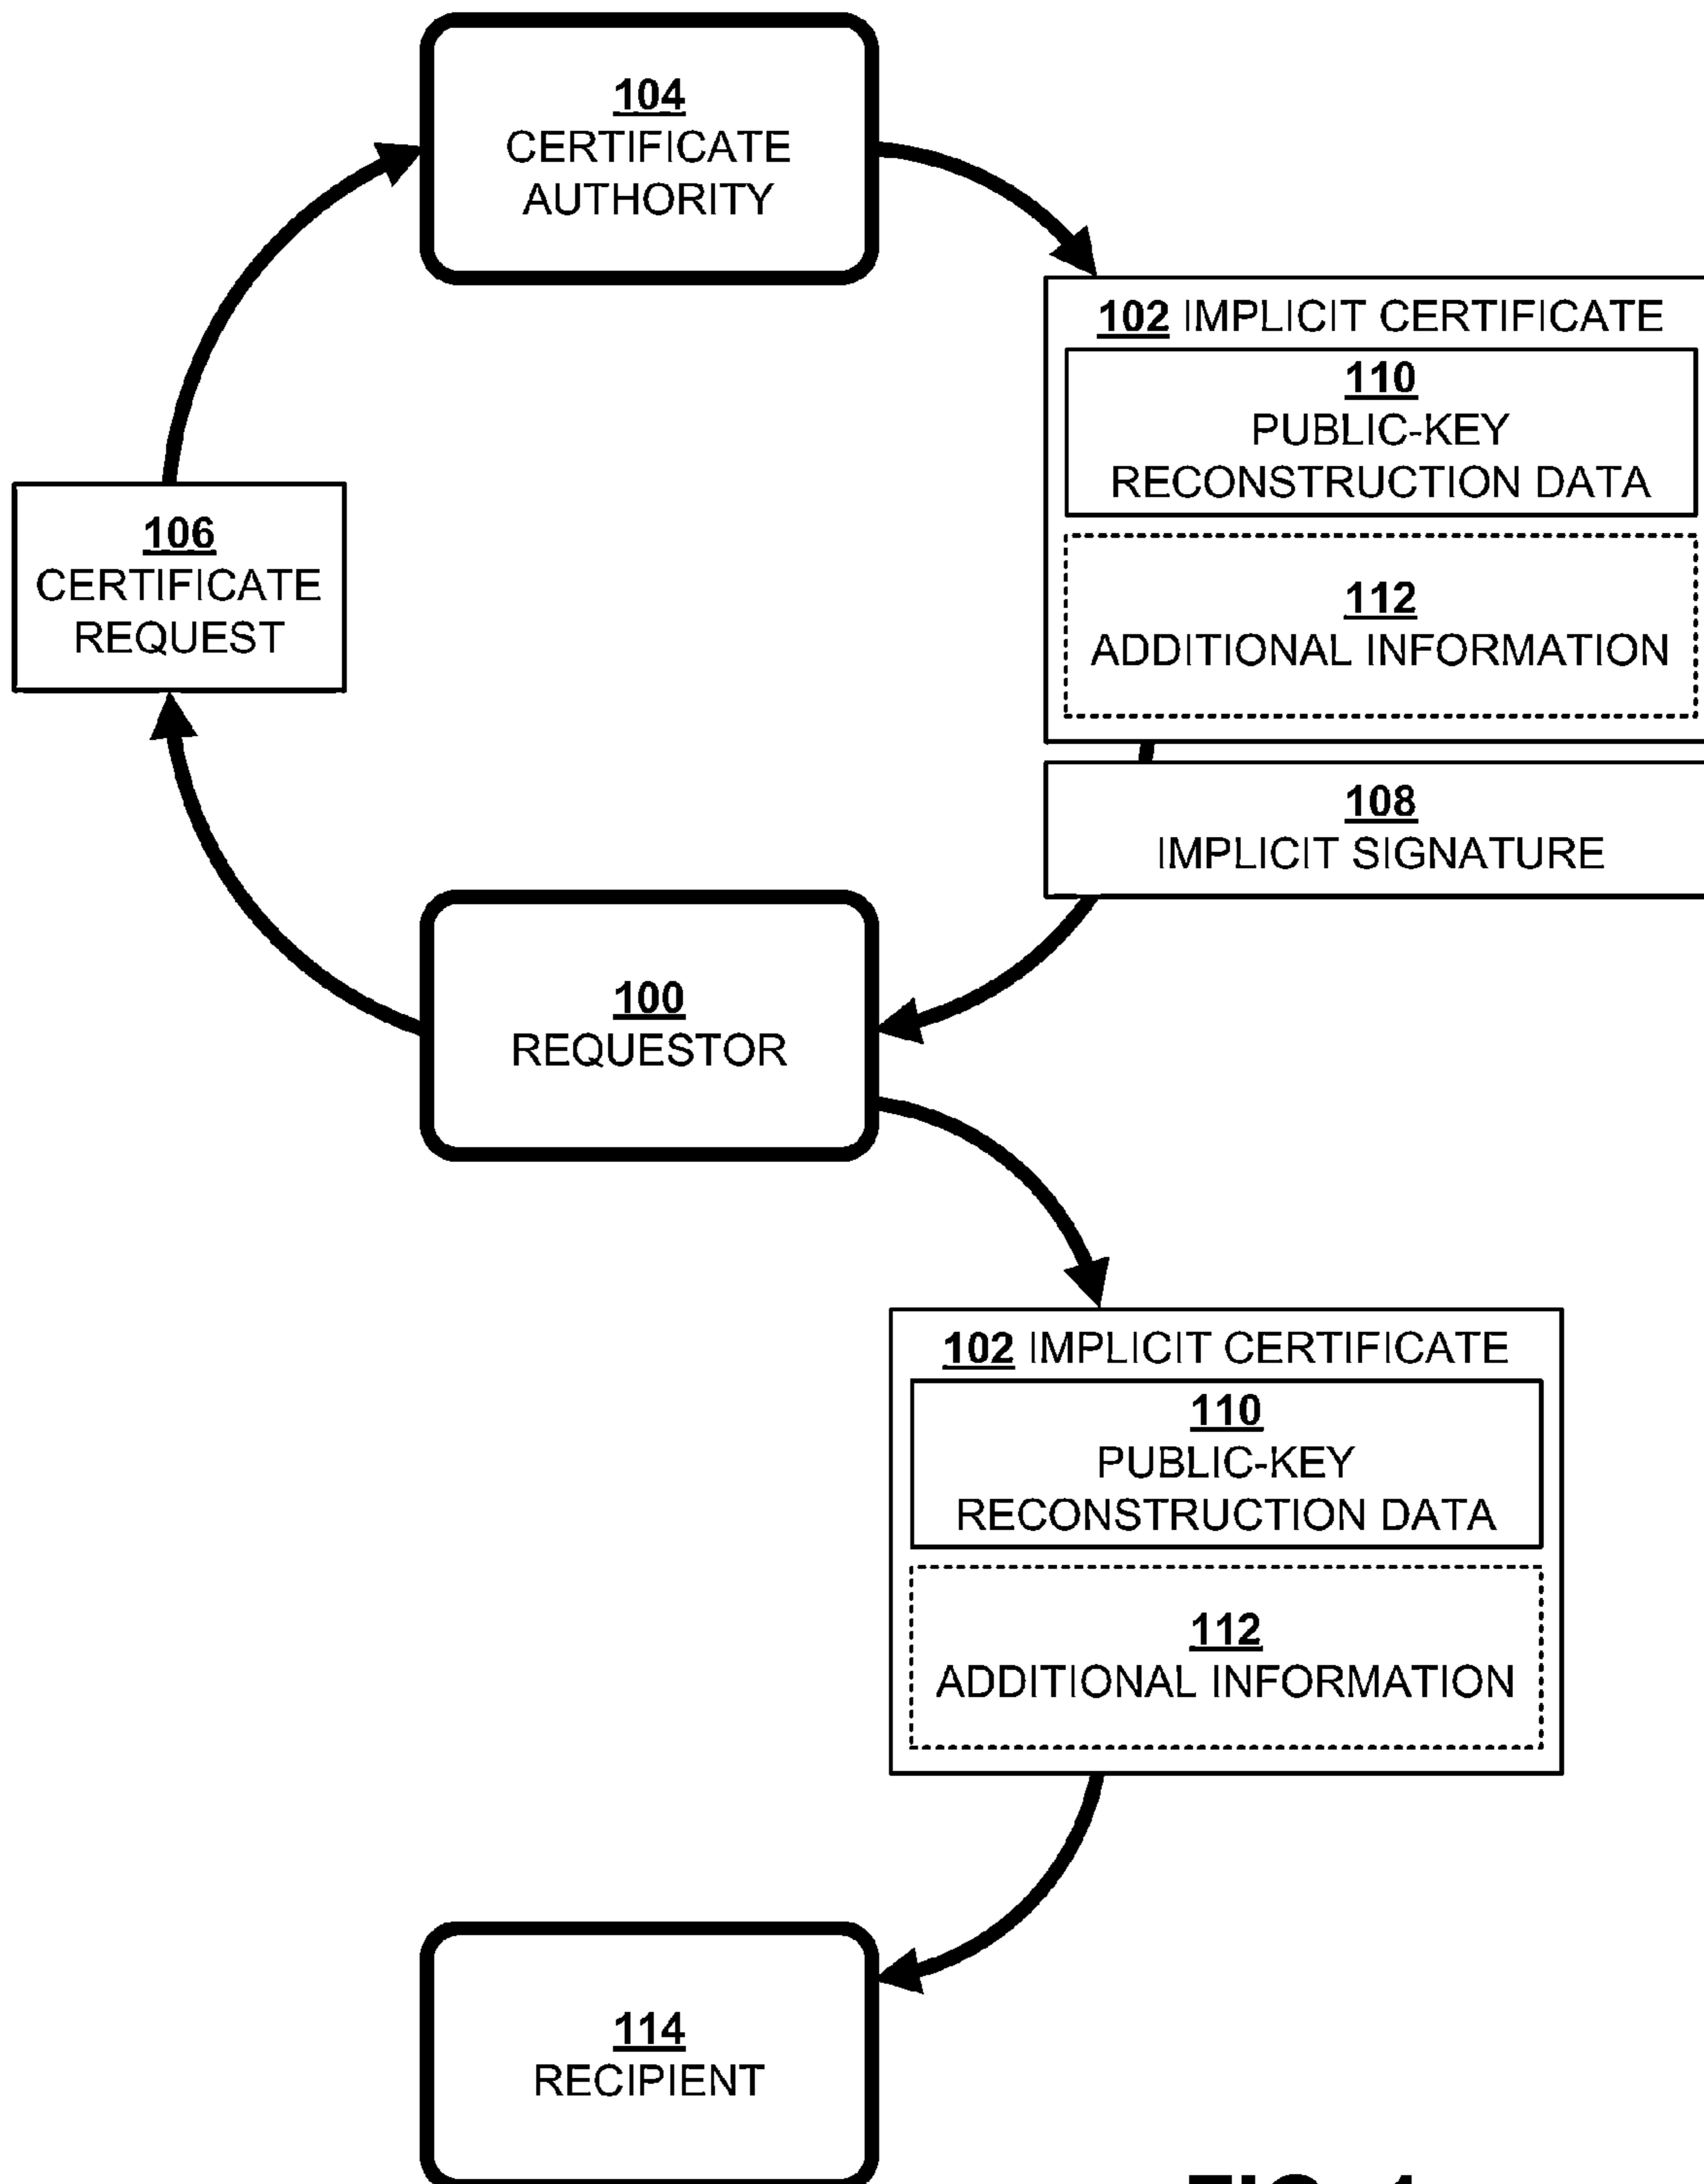 104
CERTIFICATE
AUTHORITY
102 IMPLICIT CERTIFICATE
110
PUBLIC-KEY
RECONSTRUCTION DATA
112
ADDITIONAL INFORMATION
106
CERTIFICATE
REQUEST
108
IMPLICIT SIGNATURE
100
REQUESTOR
102 IMPLICIT CERTIFICATE
110
PUBLIC-KEY
RECONSTRUCTION DATA
112
ADDITIONAL INFORMATION
114
RECIPIENT